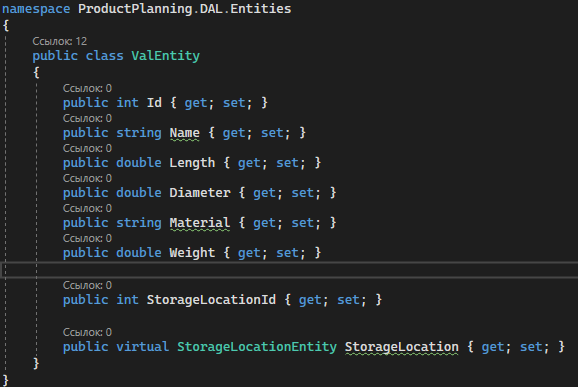 namespace ProductPlanning.DAL.Entities
{
Ссылок: 12
public class ValEntity
{
Ссылок: 0
public int Id { get; set; }
Ссылок: 0
public string Name { get; set; }
Ссылок: 0
public double Length { get; set; }
Ссылок: 0
public double Diameter { get; set; }
Ссылок: 0
public string Material { get; set; }
Ссылок: 0
public double Weight { get; set; }
Ссылок: 0
public int StorageLocationId { get; set; }
Ссылок: 0
public virtual StorageLocationEntity StorageLocation { get; set; }
}
}